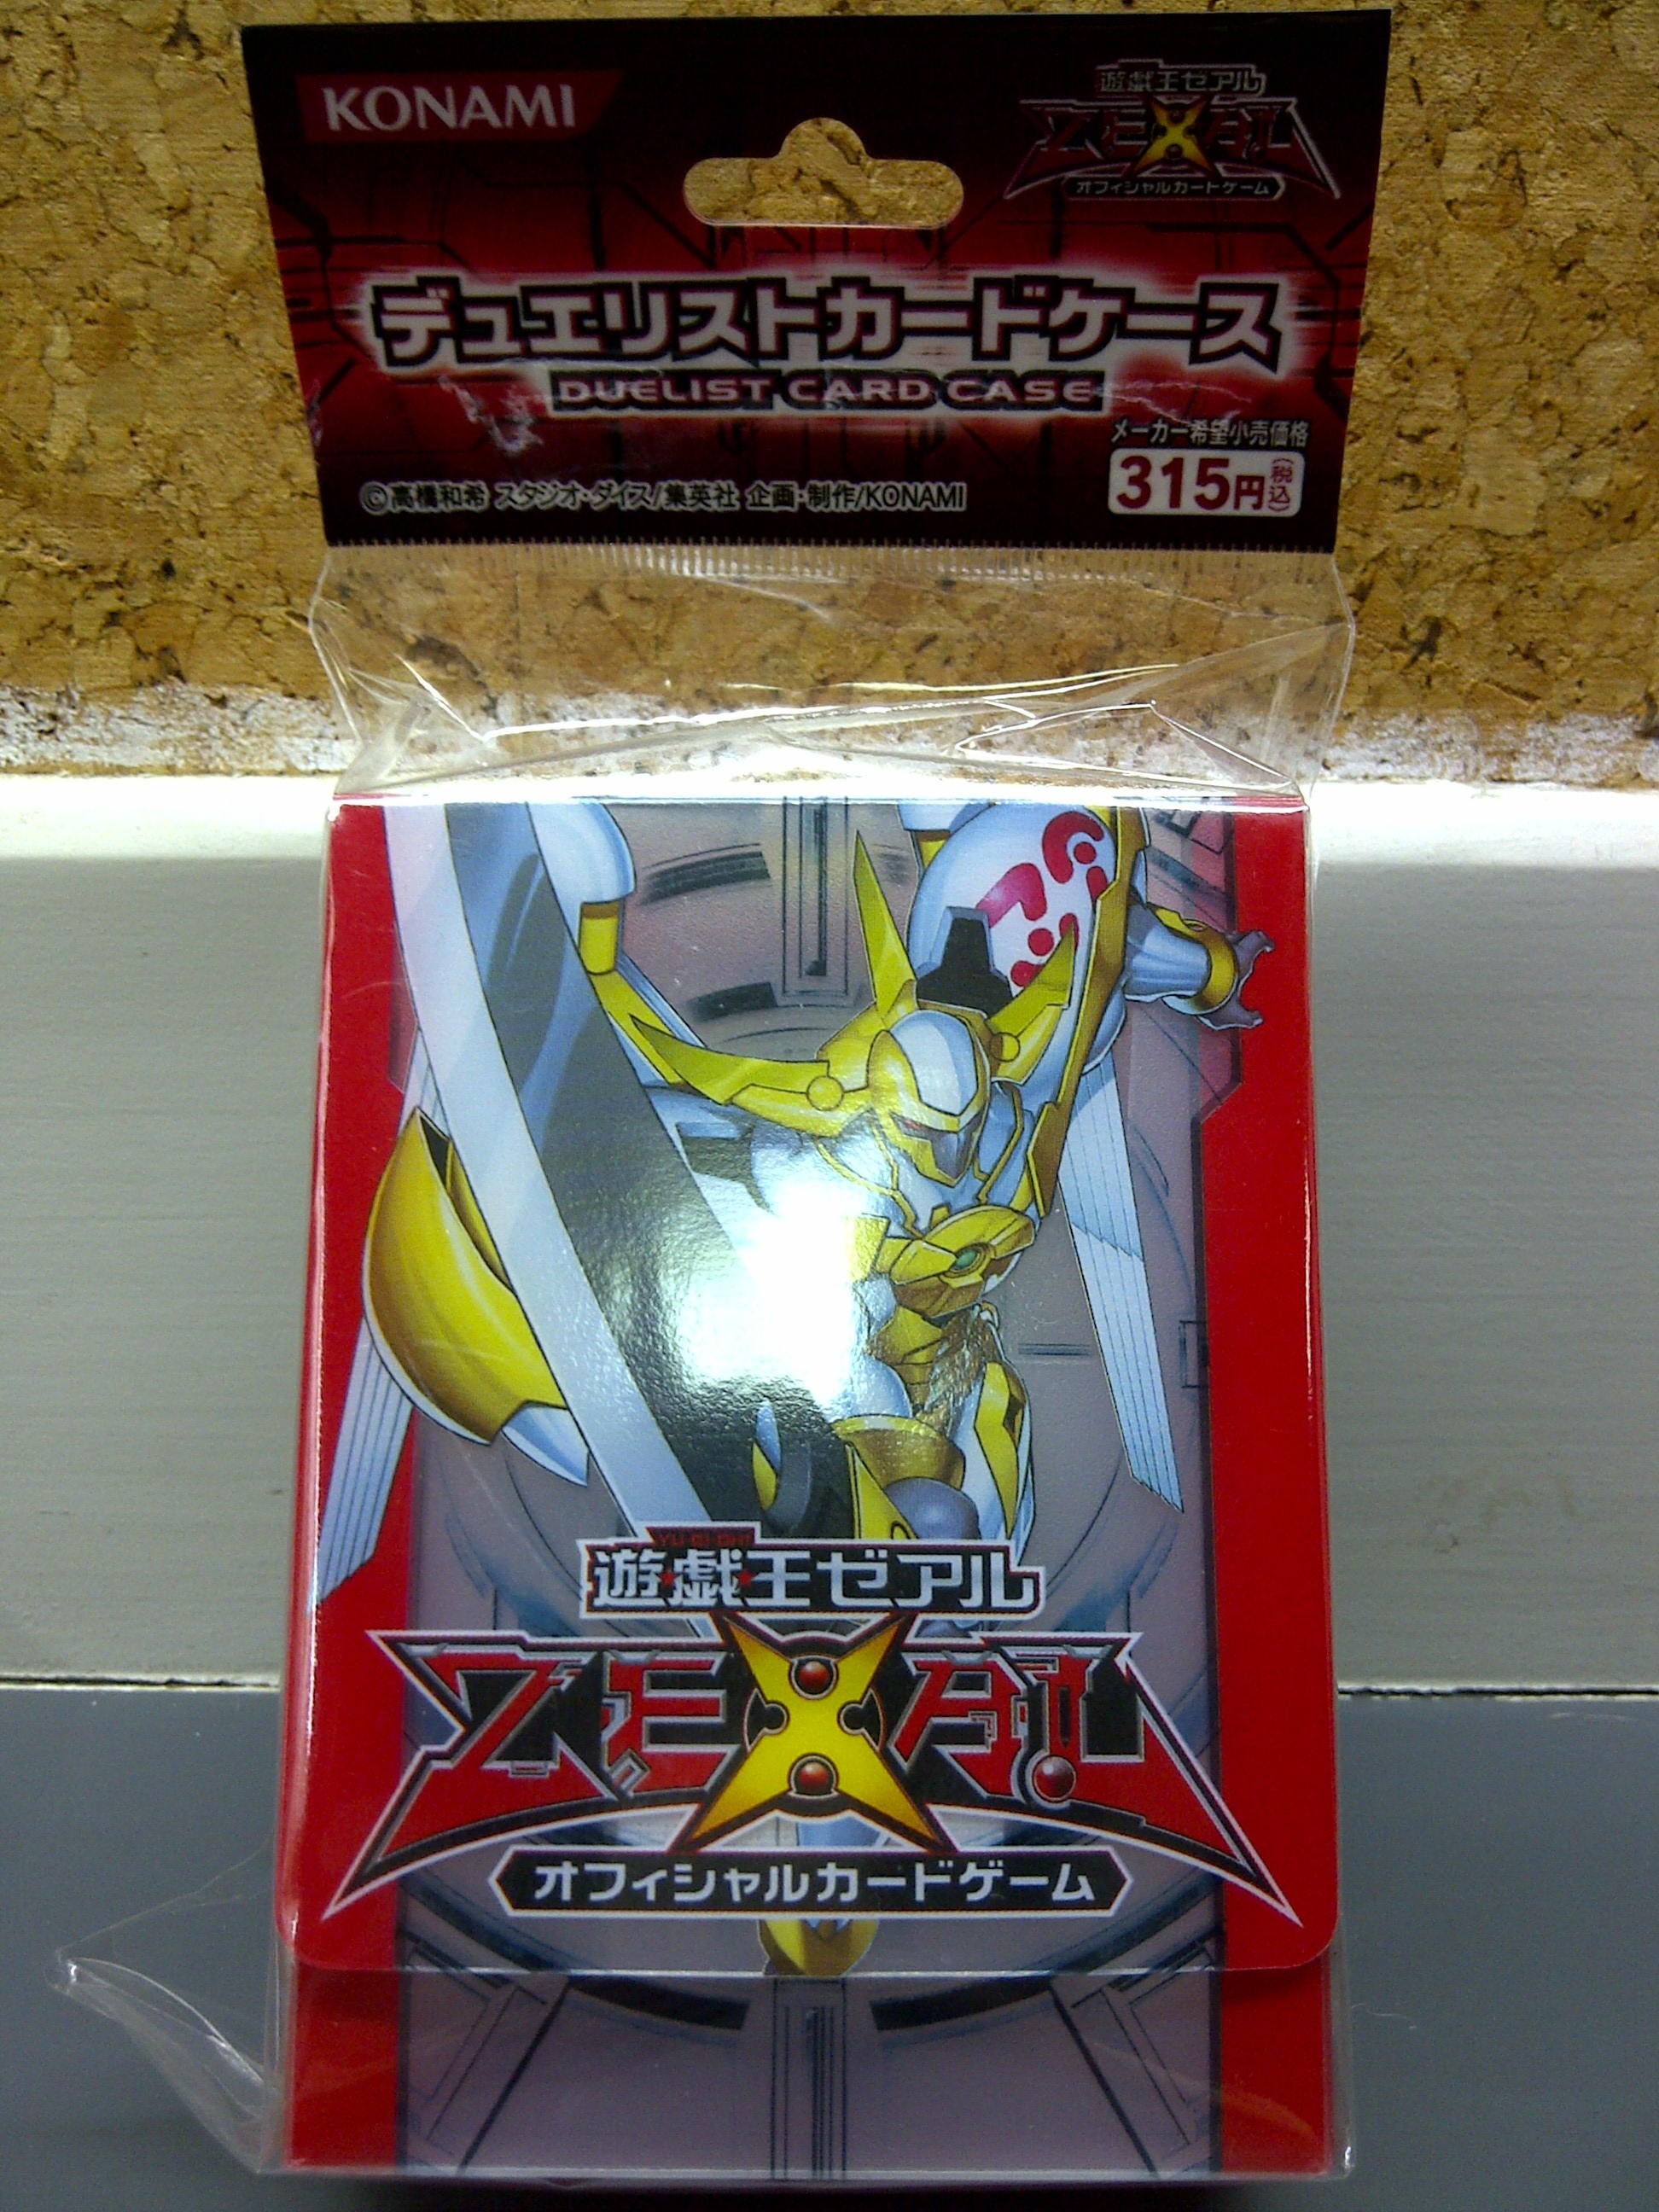 KONAMI
遊戯王ゼアル
ZEXAL
オフィシャルカードゲーム
デュエリストカードケース
DUELIST CARD CASE
メーカー希望小売価格
315円(税込)
©高橋和希 スタジオ・ダイス/集英社 企画・制作/KONAMI
YU-GI-OH!
遊☆戯☆王ゼアル
ZEXAL
オフィシャルカードゲーム